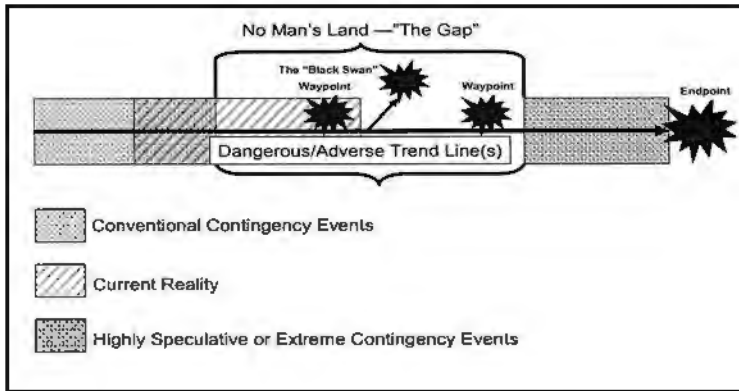 No Man's Land —"The Gap"
The "Black Swan"
Waypoint
Waypoint
Endpoint
Dangerous/Adverse Trend Line(s)
Conventional Contingency Events
Current Reality
Highly Speculative or Extreme Contingency Events